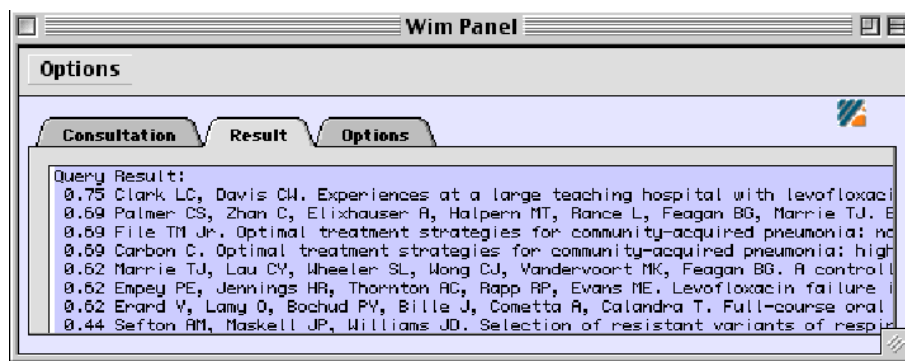 Wim Panel
Options
Consultation Result Options
Query Result:
0.75 Clark LC, Davis CW. Experiences at a large teaching hospital with levofloxaci
0.69 Palmer CS, Zhan C, Elixhauser A, Halpern MT, Rance L, Feagan BG, Marrie TJ. E
0.69 File TM Jr. Optimal treatment strategies for community-acquired pneumonia: no
0.69 Carbon C. Optimal treatment strategies for community-acquired pneumonia: high
0.62 Marrie TJ, Lau CY, Wheeler SL, Wong CJ, Vandervoort MK, Feagan BG. A controll
0.62 Empey PE, Jennings HR, Thornton AC, Rapp RP, Evans ME. Levofloxacin failure i
0.62 Erard V, Lamy O, Bochud PY, Bille J, Cometta A, Calandra T. Full-course oral
0.44 Sefton AM, Maskell JP, Williams JD. Selection of resistant variants of respir